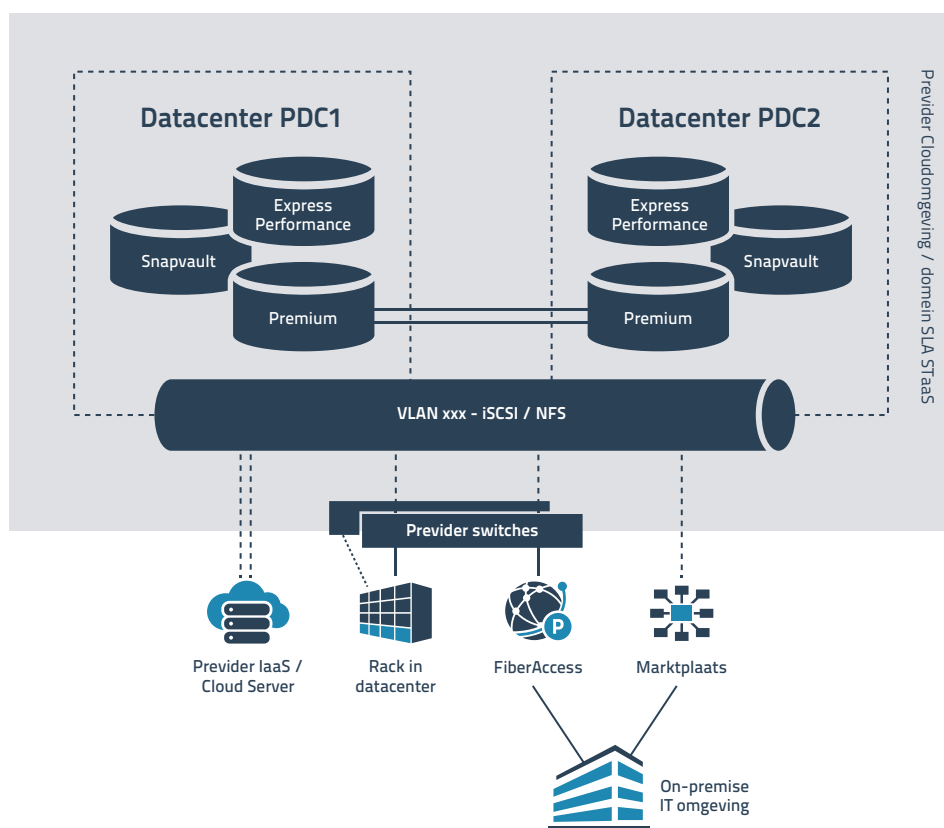 Datacenter PDC1
Datacenter PDC2
Previder Cloudomgeving / domein SLA STaaS
Express
Performance
Snapvault
Premium
Express
Performance
Snapvault
Premium
VLAN xxx - iSCSI / NFS
Previder switches
P
Previder IaaS /
Cloud Server
Rack in
datacenter
FiberAccess
Marktplaats
On-premise
IT omgeving